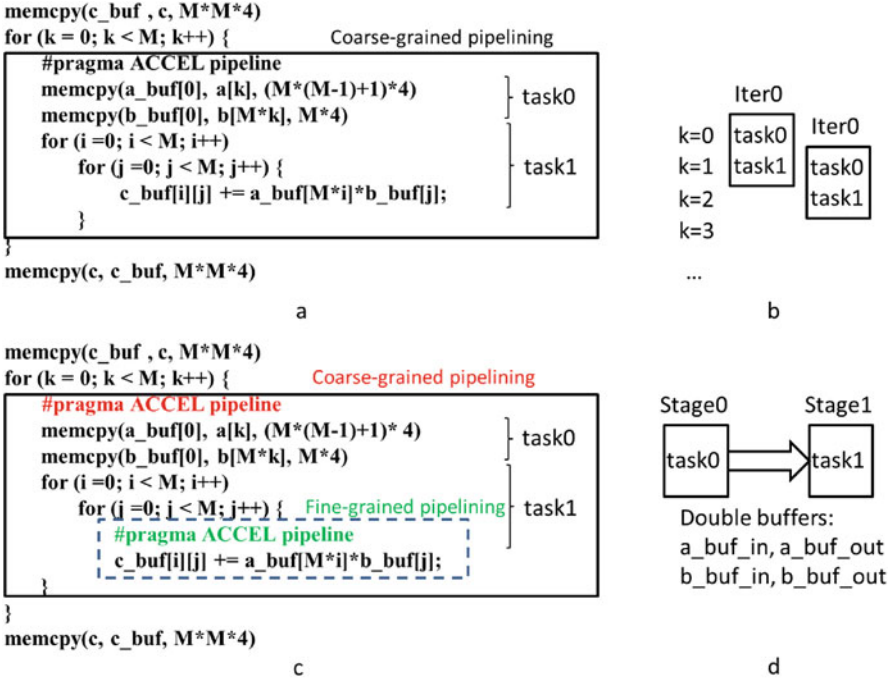 memcpy(c_buf , c, M*M*4)
for (k = 0; k < M; k++) { Coarse-grained pipelining
#pragma ACCEL pipeline
memcpy(a_buf[0], a[k], (M*(M-1)+1)*4)
memcpy(b_buf[0], b[M*k], M*4)
task0
for (i =0; i < M; i++)
for (j =0; j < M; j++) {
c_buf[i][j] += a_buf[M*i]*b_buf[j];
}
task1
}
memcpy(c, c_buf, M*M*4)
a
Iter0
Iter0
k=0 task0
k=1 task1 task0
k=2 task1
k=3
...
b
memcpy(c_buf , c, M*M*4)
for (k = 0; k < M; k++) { Coarse-grained pipelining
#pragma ACCEL pipeline
memcpy(a_buf[0], a[k], (M*(M-1)+1)* 4)
memcpy(b_buf[0], b[M*k], M*4)
task0
for (i =0; i < M; i++)
for (j =0; j < M; j++) { Fine-grained pipelining
#pragma ACCEL pipeline
c_buf[i][j] += a_buf[M*i]*b_buf[j];
task1
}
}
memcpy(c, c_buf, M*M*4)
c
Stage0 Stage1
task0 task1
Double buffers:
a_buf_in, a_buf_out
b_buf_in, b_buf_out
d